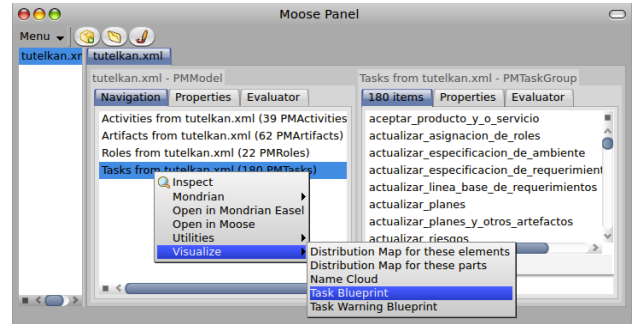 Moose Panel
Menu
tutelkan.xr
tutelkan.xml
tutelkan.xml - PMModel
Navigation Properties Evaluator
Activities from tutelkan.xml (39 PMActivities
Artifacts from tutelkan.xml (62 PMArtifacts)
Roles from tutelkan.xml (22 PMRoles)
Tasks from tutelkan.xml (180 PMTasks)
Inspect
Mondrian
Open in Mondrian Easel
Open in Moose
Utilities
Visualize
Tasks from tutelkan.xml - PMTaskGroup
180 items Properties Evaluator
aceptar_producto_y_o_servicio
actualizar_asignacion_de_roles
actualizar_especificacion_de_ambiente
actualizar_especificacion_de_requerimient
actualizar_linea_base_de_requerimientos
actualizar_planes
actualizar_planes_y_otros_artefactos
actualizar_riesgos
Distribution Map for these elements
Distribution Map for these parts
Name Cloud
Task Blueprint
Task Warning Blueprint